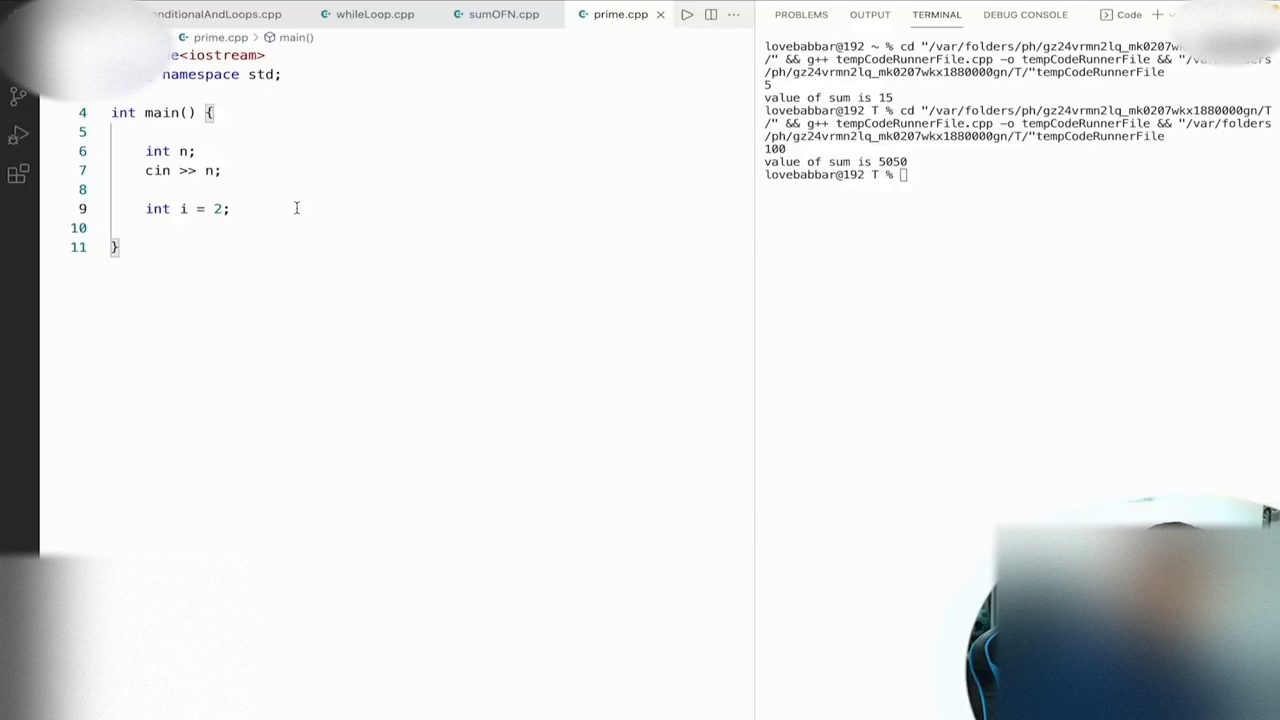 onditionalAndLoops.cpp
whileLoop.cpp
sumOFN.cpp
prime.cpp
prime.cpp > main()
e<iostream>
namespace std;
4 int main() {
5
6 int n;
7 cin >> n;
8
9 int i = 2;
10
11 }
PROBLEMS OUTPUT TERMINAL DEBUG CONSOLE Code
lovebabbar@192 ~ % cd "/var/folders/ph/gz24vrmn2lq_mk0207w
/" && g++ tempCodeRunnerFile.cpp -o tempCodeRunnerFile && "/v rs
/ph/gz24vrmn2lq_mk0207wkx1880000gn/T/"tempCodeRunnerFile
5
value of sum is 15
lovebabbar@192 T % cd "/var/folders/ph/gz24vrmn2lq_mk0207wkx1880000gn/T
/" && g++ tempCodeRunnerFile.cpp -o tempCodeRunnerFile && "/var/folders
/ph/gz24vrmn2lq_mk0207wkx1880000gn/T/"tempCodeRunnerFile
100
value of sum is 5050
lovebabbar@192 T %